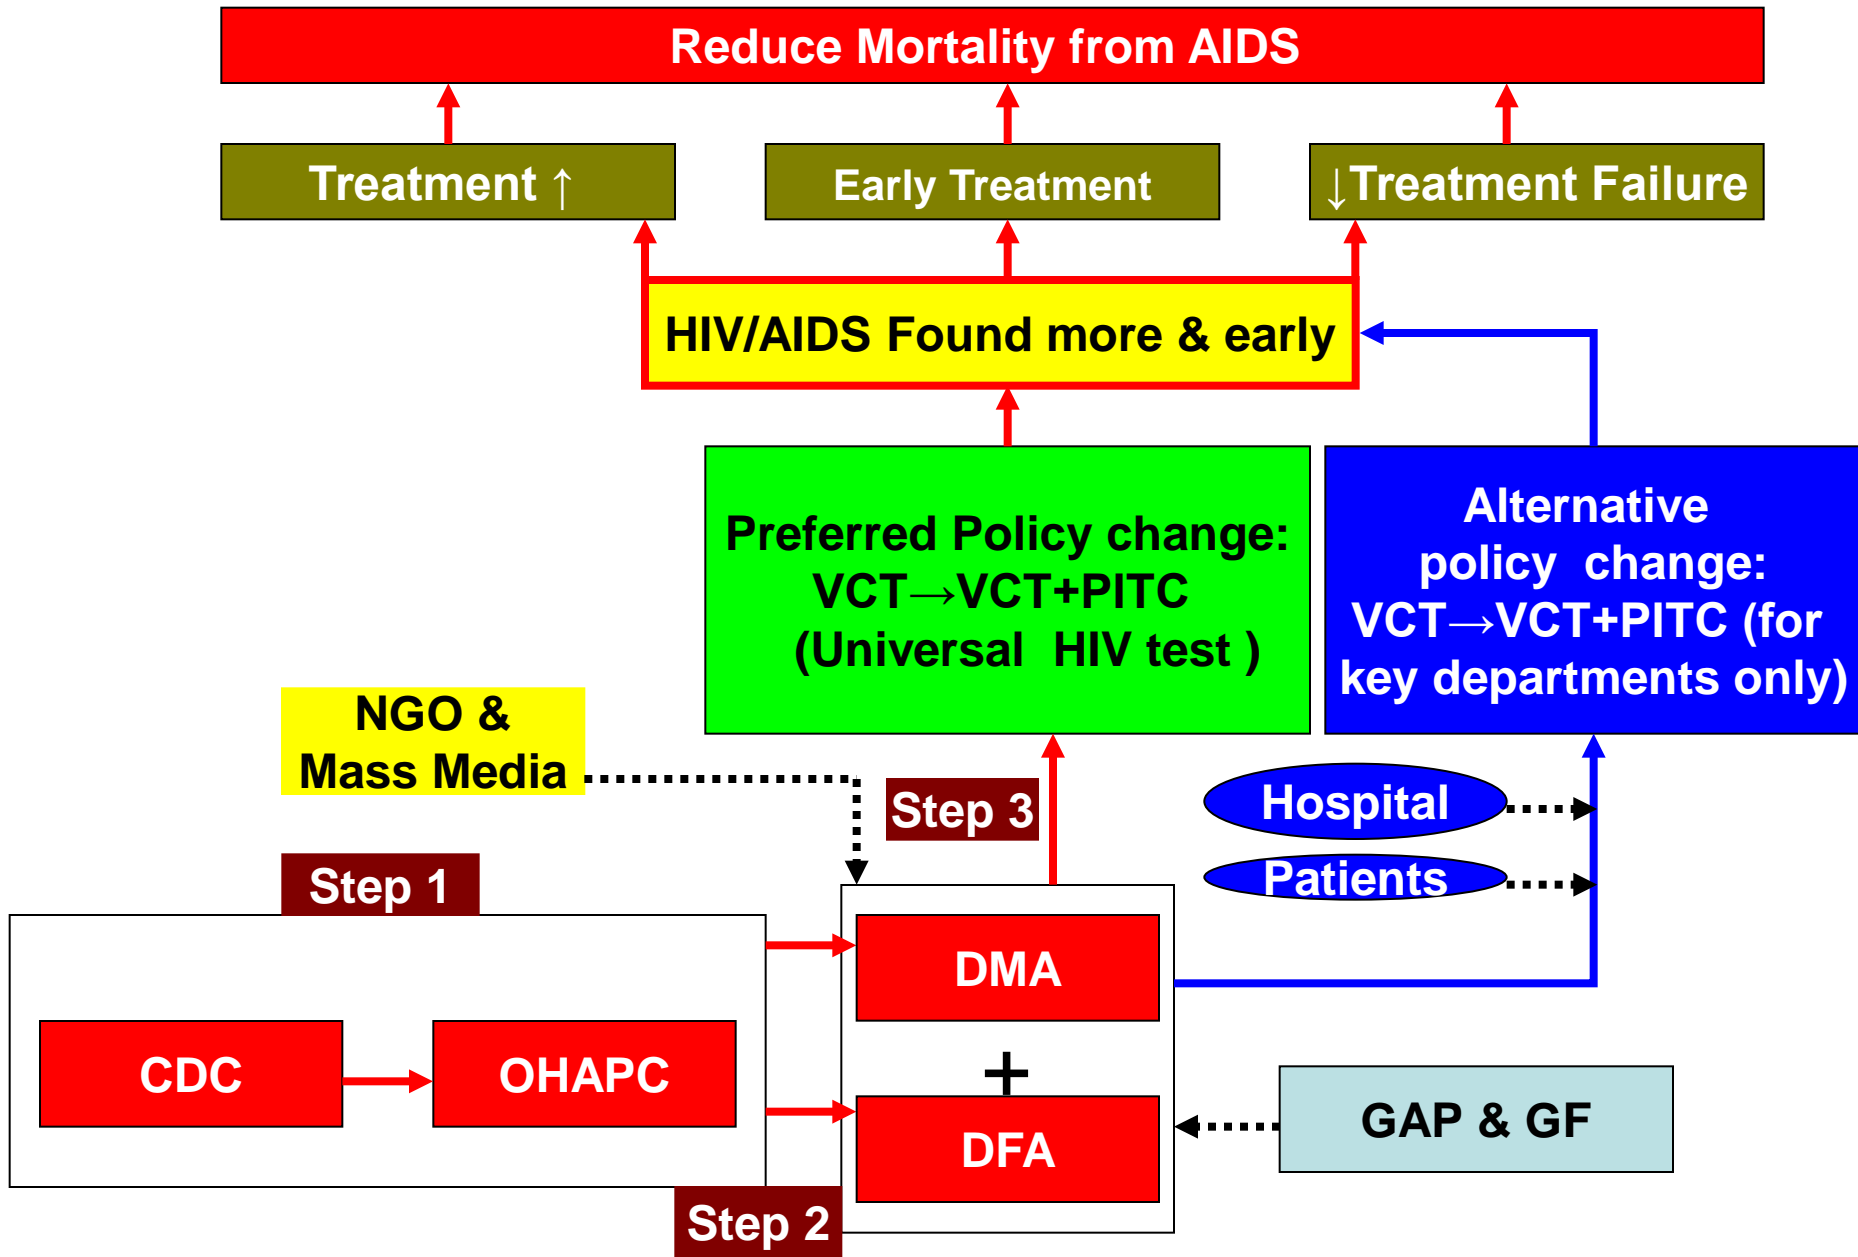 Reduce Mortality from AIDS
Treatment ↑
Early Treatment
↓Treatment Failure
HIV/AIDS Found more & early
Preferred Policy change:
VCT→VCT+PITC
(Universal HIV test )
Alternative
policy change:
VCT→VCT+PITC (for
key departments only)
NGO &
Mass Media
Step 3
Hospital
Patients
Step 1
DMA
CDC
OHAPC
+
DFA
GAP & GF
Step 2